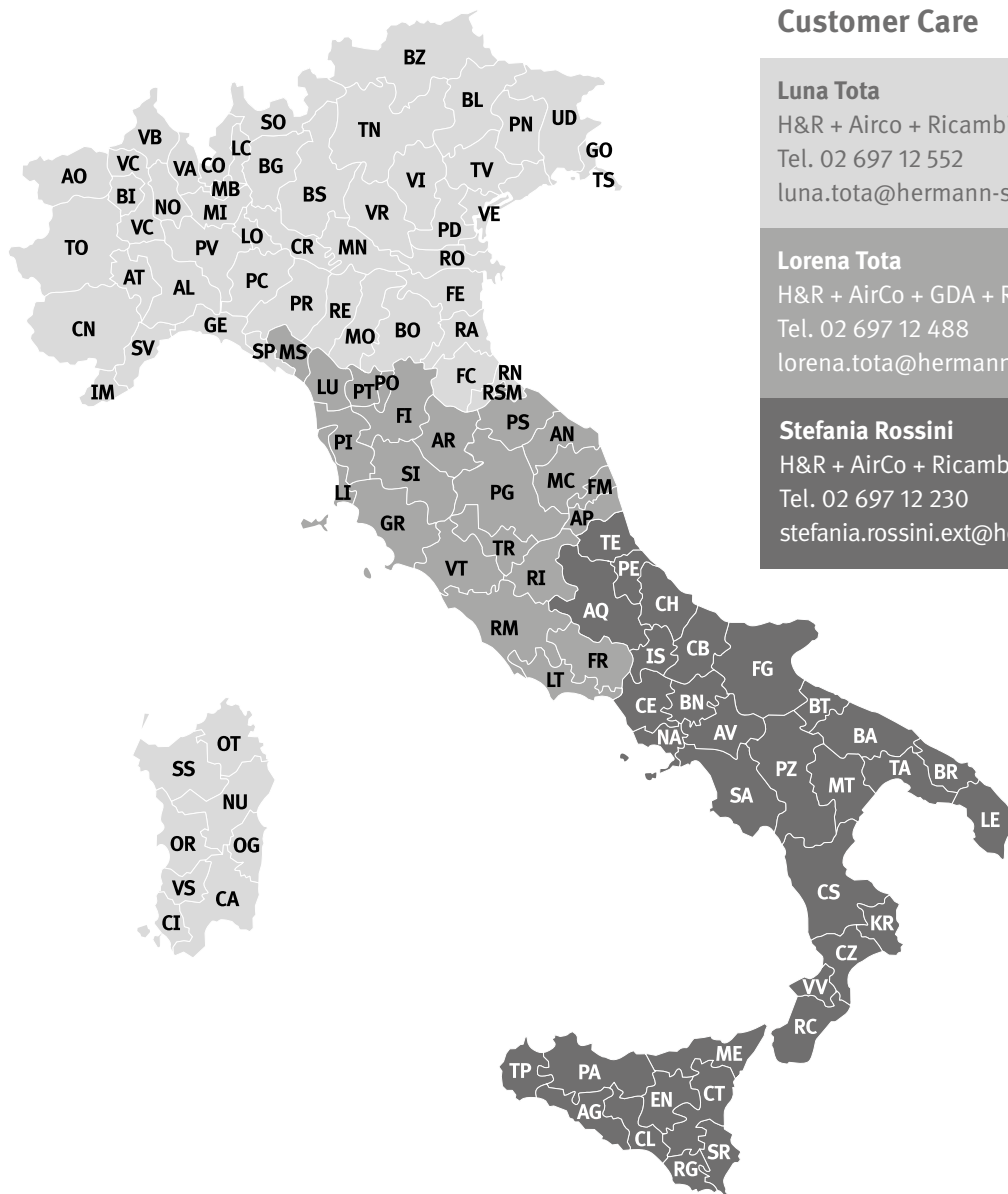 Customer Care
Luna Tota
H&R + Airco + Ricamb
Tel. 02 697 12 552
luna.tota@hermann-s
Lorena Tota
H&R + AirCo + GDA + R
Tel. 02 697 12 488
lorena.tota@hermann
Stefania Rossini
H&R + AirCo + Ricamb
Tel. 02 697 12 230
stefania.rossini.ext@he
BZ
BL
SO
TN
PN
UD
VB
LC
GO
VC
VA
CO
BG
TV
AO
VI
TS
BI
MB
BS
NO
MI
VR
VE
VC
LO
PD
TO
PV
CR
MN
RO
AT
PC
AL
FE
PR
RE
CN
GE
MO
BO
RA
SV
SP
MS
FC
RN
LU
PT
PO
IM
RSM
FI
PS
PI
AR
AN
SI
MC
FM
LI
PG
GR
AP
TR
TE
VT
RI
PE
AQ
CH
RM
CB
IS
FR
FG
LT
CE
BN
BT
NA
AV
BA
OT
SS
PZ
TA
BR
NU
MT
SA
LE
OR
OG
VS
CA
CS
CI
KR
CZ
VV
RC
ME
TP
PA
EN
CT
AG
CL
SR
RG